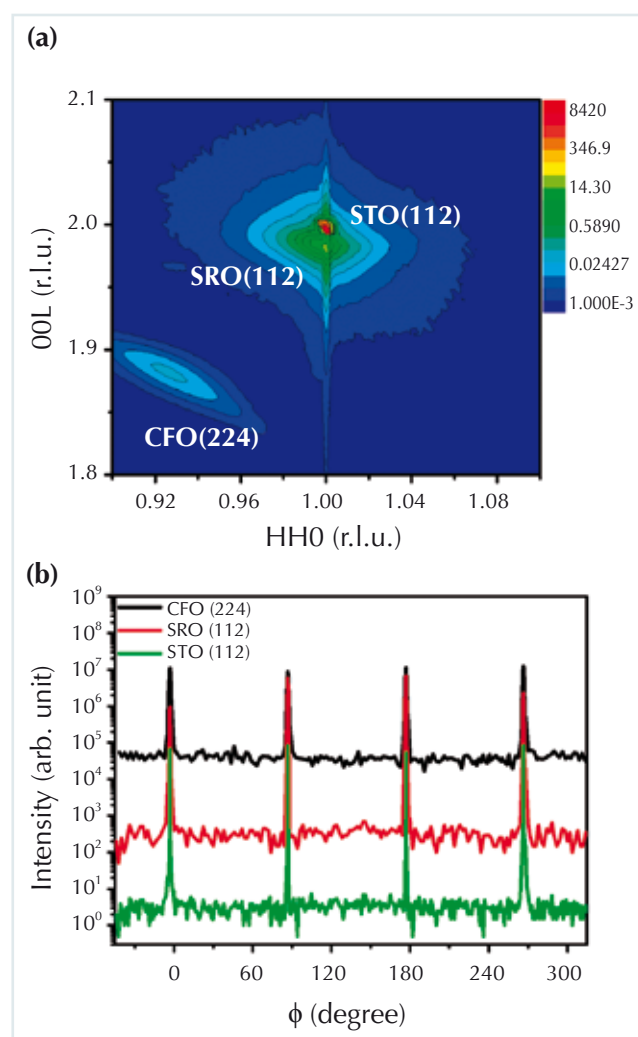 (a)
2.1
2.0
1.9
1.8
00L (r.l.u.)
STO(112)
SRO(112)
CFO(224)
8420
346.9
14.30
0.5890
0.02427
1.000E-3
0.92 0.96 1.00 1.04 1.08
HH0 (r.l.u.)
(b)
10⁹
10⁸
10⁷
10⁶
10⁵
10⁴
10³
10²
10¹
10⁰
Intensity (arb. unit)
CFO (224)
SRO (112)
STO (112)
0 60 120 180 240 300
ϕ (degree)